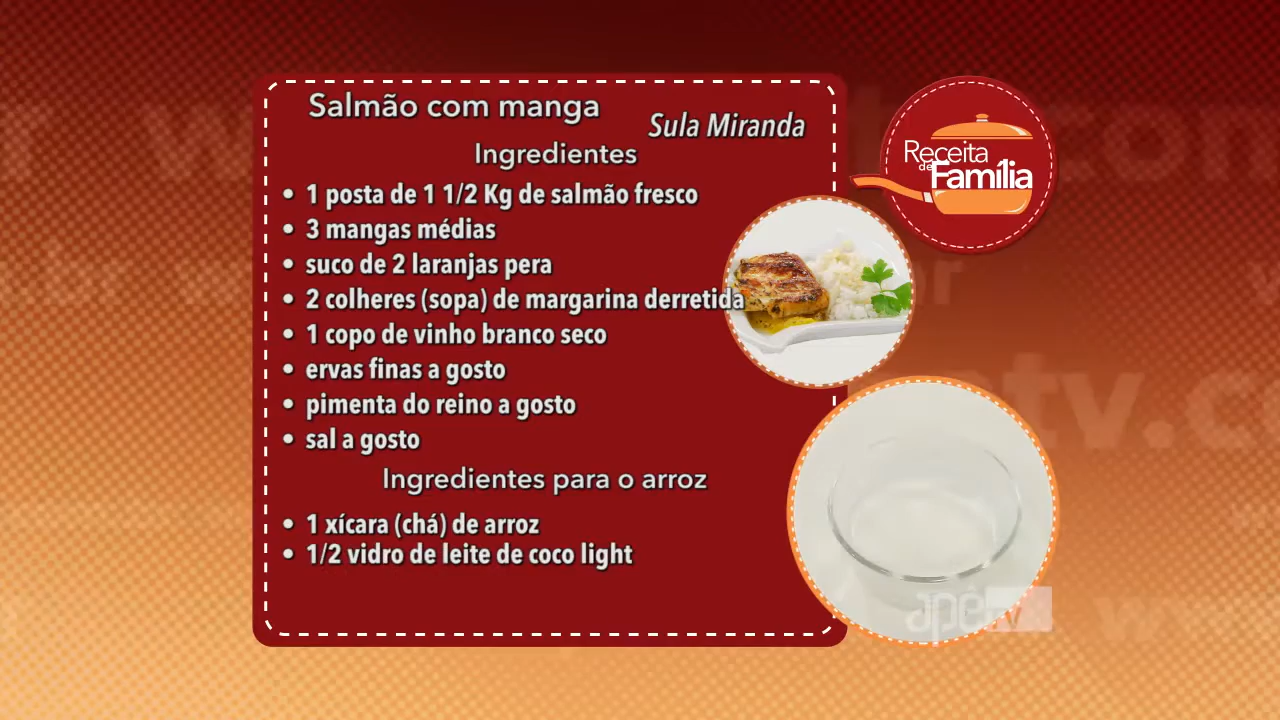 Salmão com manga
Sula Miranda
Ingredientes
• 1 posta de 1 1/2 Kg de salmão fresco
• 3 mangas médias
• suco de 2 laranjas pera
• 2 colheres (sopa) de margarina derretida
• 1 copo de vinho branco seco
• ervas finas a gosto
• pimenta do reino a gosto
• sal a gosto
Ingredientes para o arroz
• 1 xícara (chá) de arroz
• 1/2 vidro de leite de coco light
Receita
de
Família
apê tv